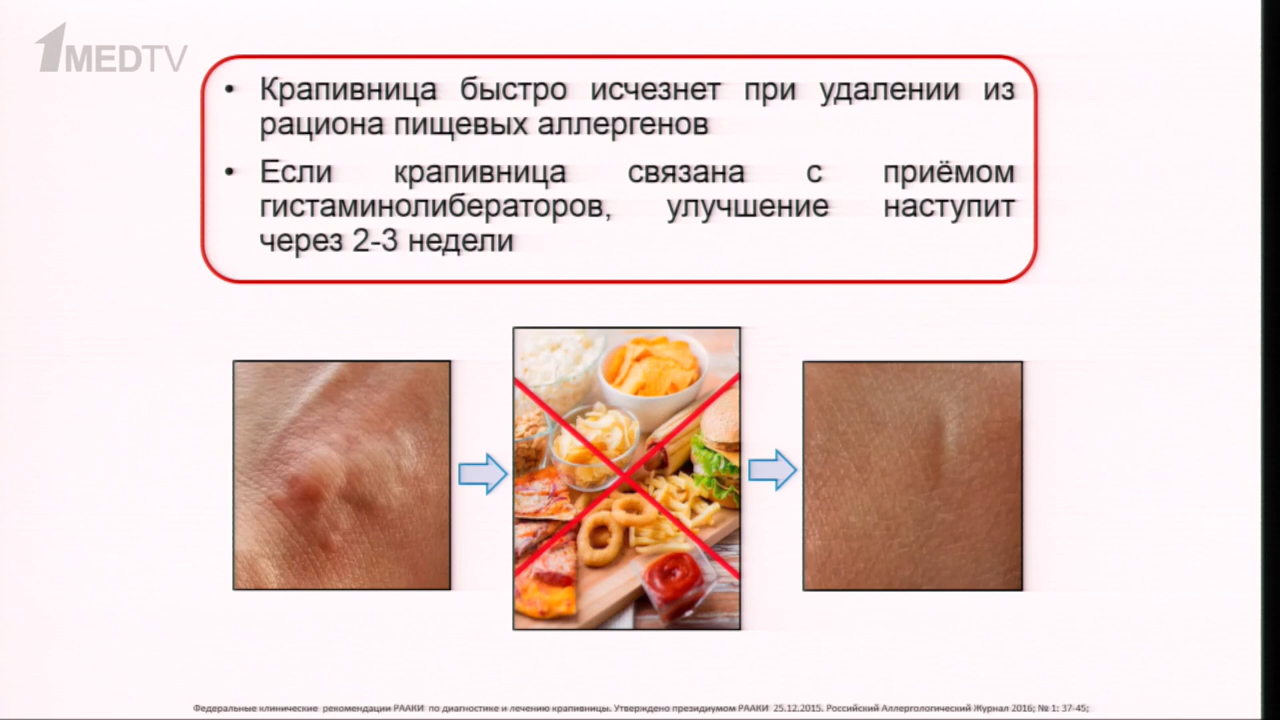 1MEDTV
• Крапивница быстро исчезнет при удалении из
рациона пищевых аллергенов
• Если крапивница связана с приёмом
гистаминолибераторов, улучшение наступит
через 2-3 недели
Федеральные клинические рекомендации РААКИ по диагностике и лечению крапивницы. Утверждено президиумом РААКИ 25.12.2015. Российский Аллергологический Журнал 2016; № 1: 37-45;